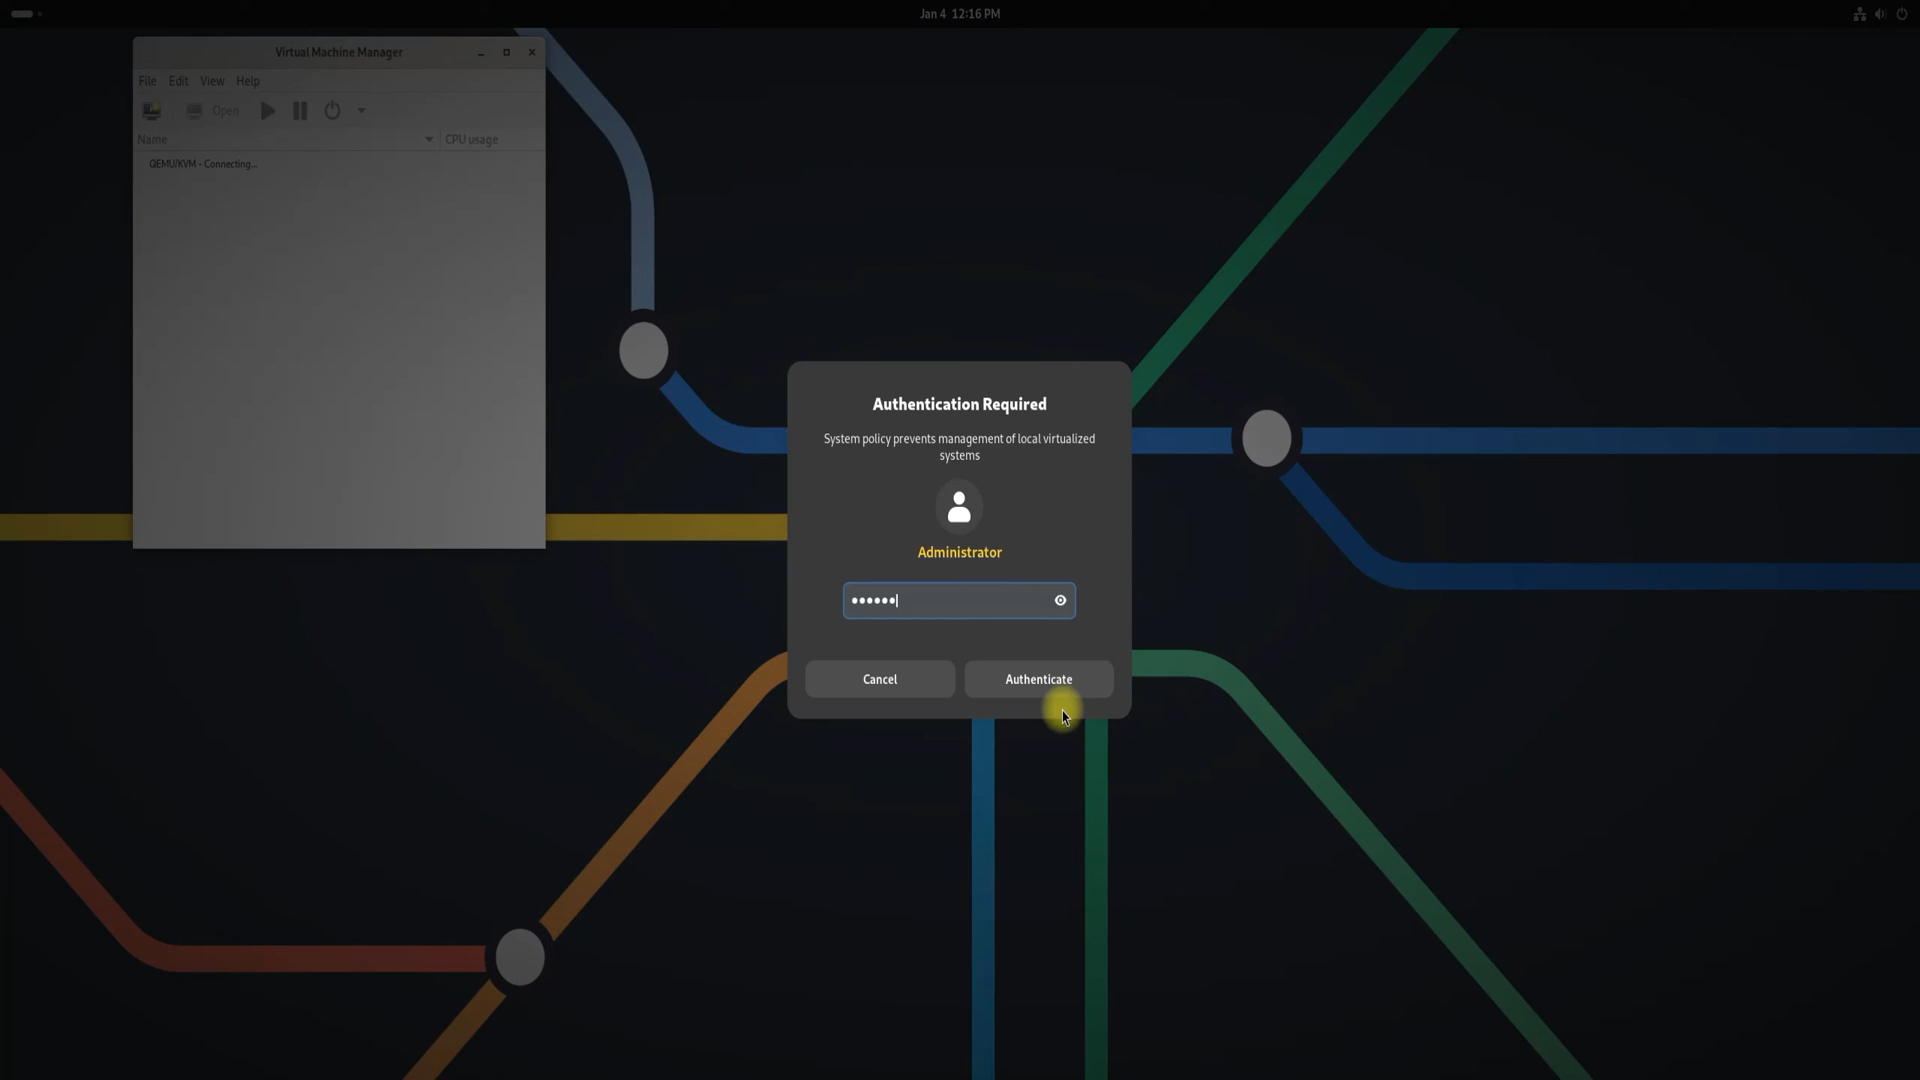 Jan 4 12:16 PM
Virtual Machine Manager
File Edit View Help
Open
Name CPU usage
QEMU/KVM - Connecting...
Authentication Required
System policy prevents management of local virtualized
systems
Administrator
••••••
Cancel Authenticate